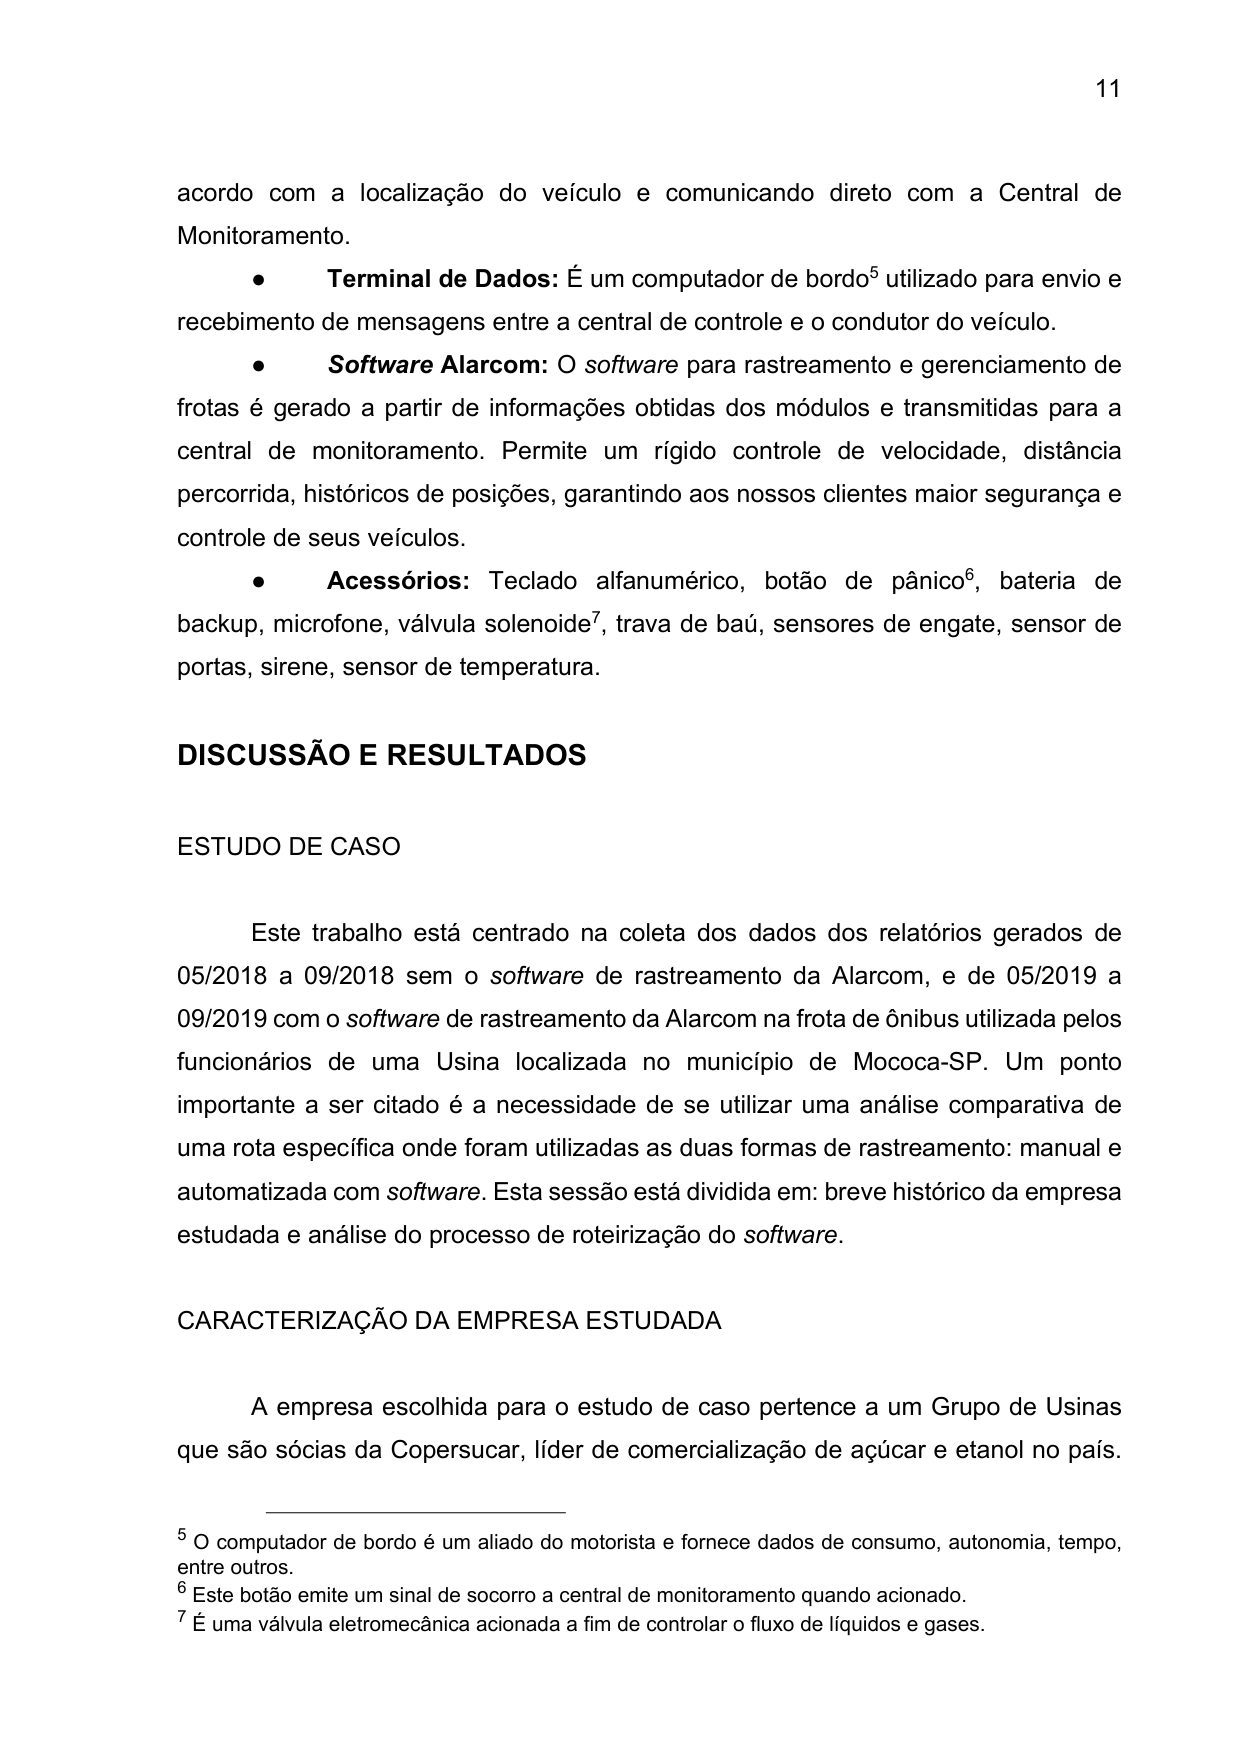 11
acordo com a localização do veículo e comunicando direto com a Central de
Monitoramento.
● Terminal de Dados: É um computador de bordo5 utilizado para envio e
recebimento de mensagens entre a central de controle e o condutor do veículo.
● Software Alarcom: O software para rastreamento e gerenciamento de
frotas é gerado a partir de informações obtidas dos módulos e transmitidas para a
central de monitoramento. Permite um rígido controle de velocidade, distância
percorrida, históricos de posições, garantindo aos nossos clientes maior segurança e
controle de seus veículos.
● Acessórios: Teclado alfanumérico, botão de pânico6, bateria de
backup, microfone, válvula solenoide7, trava de baú, sensores de engate, sensor de
portas, sirene, sensor de temperatura.
DISCUSSÃO E RESULTADOS
ESTUDO DE CASO
Este trabalho está centrado na coleta dos dados dos relatórios gerados de
05/2018 a 09/2018 sem o software de rastreamento da Alarcom, e de 05/2019 a
09/2019 com o software de rastreamento da Alarcom na frota de ônibus utilizada pelos
funcionários de uma Usina localizada no município de Mococa-SP. Um ponto
importante a ser citado é a necessidade de se utilizar uma análise comparativa de
uma rota específica onde foram utilizadas as duas formas de rastreamento: manual e
automatizada com software. Esta sessão está dividida em: breve histórico da empresa
estudada e análise do processo de roteirização do software.
CARACTERIZAÇÃO DA EMPRESA ESTUDADA
A empresa escolhida para o estudo de caso pertence a um Grupo de Usinas
que são sócias da Copersucar, líder de comercialização de açúcar e etanol no país.
5 O computador de bordo é um aliado do motorista e fornece dados de consumo, autonomia, tempo,
entre outros.
6 Este botão emite um sinal de socorro a central de monitoramento quando acionado.
7 É uma válvula eletromecânica acionada a fim de controlar o fluxo de líquidos e gases.